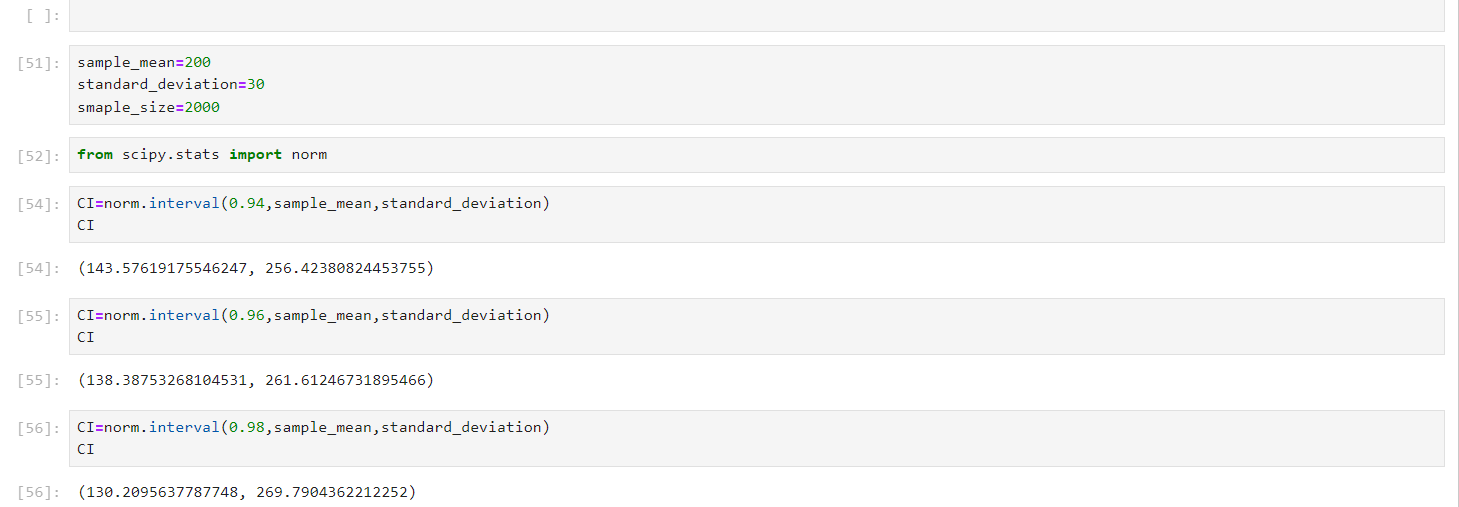 [ ]:
[51]: sample_mean=200
standard_deviation=30
smaple_size=2000
[52]: from scipy.stats import norm
[54]: CI=norm.interval(0.94,sample_mean,standard_deviation)
CI
[54]: (143.57619175546247, 256.42380824453755)
[55]: CI=norm.interval(0.96,sample_mean,standard_deviation)
CI
[55]: (138.38753268104531, 261.61246731895466)
[56]: CI=norm.interval(0.98,sample_mean,standard_deviation)
CI
[56]: (130.2095637787748, 269.7904362212252)